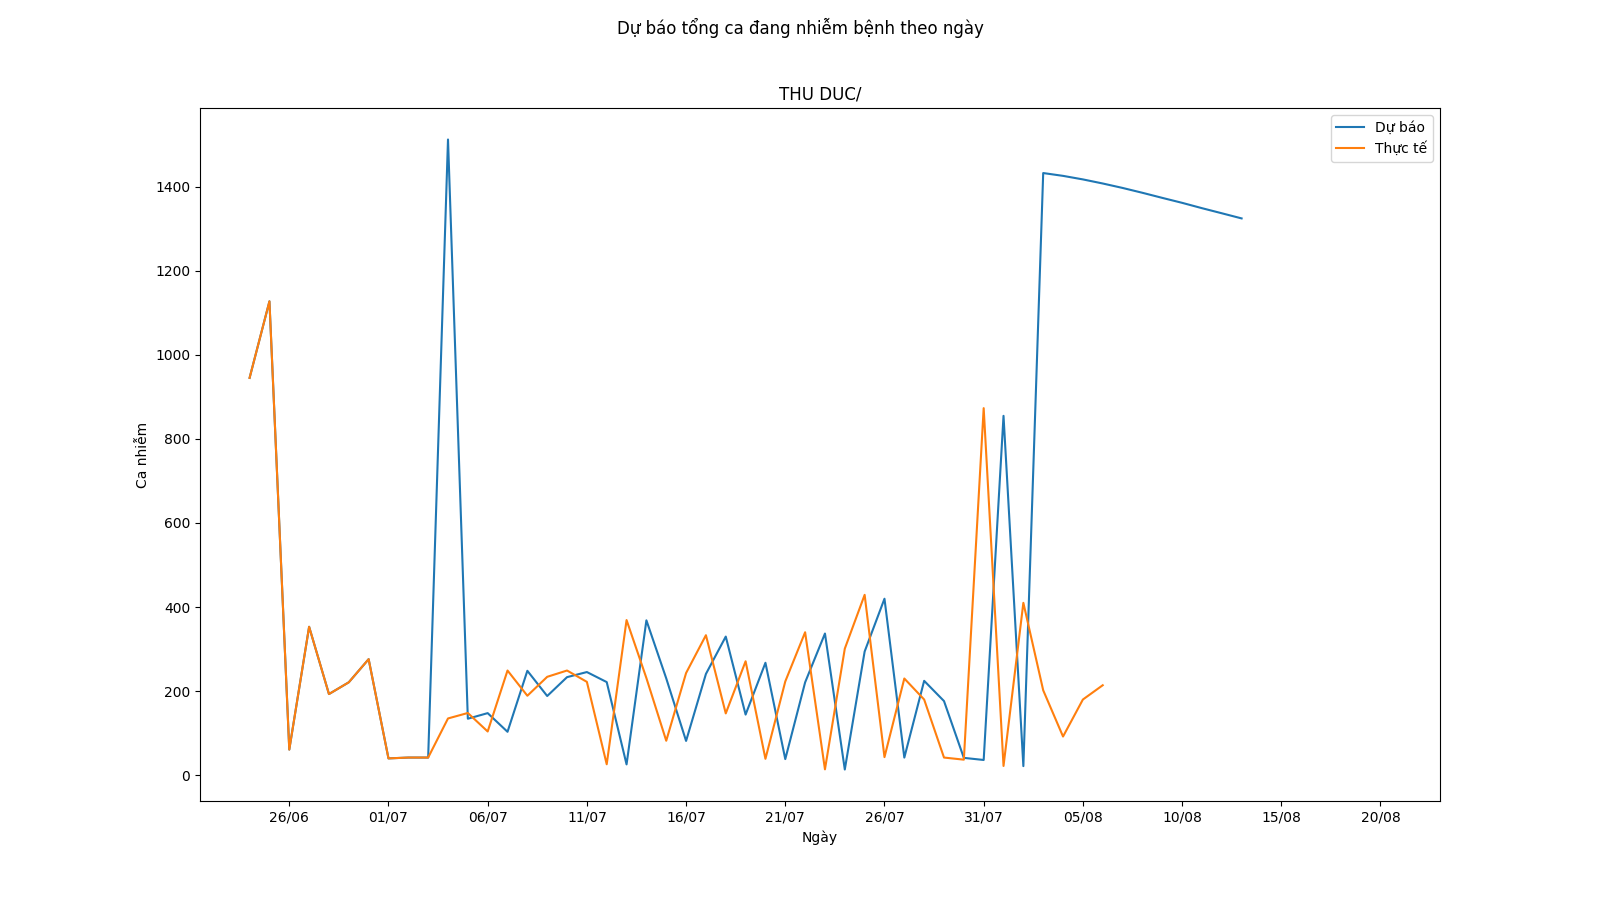 Dự báo tổng ca đang nhiễm bệnh theo ngày
THU DUC/
Dự báo
Thực tế
1400
1200
1000
800
600
400
200
0
Ca nhiễm
26/06 01/07 06/07 11/07 16/07 21/07 26/07 31/07 05/08 10/08 15/08 20/08
Ngày